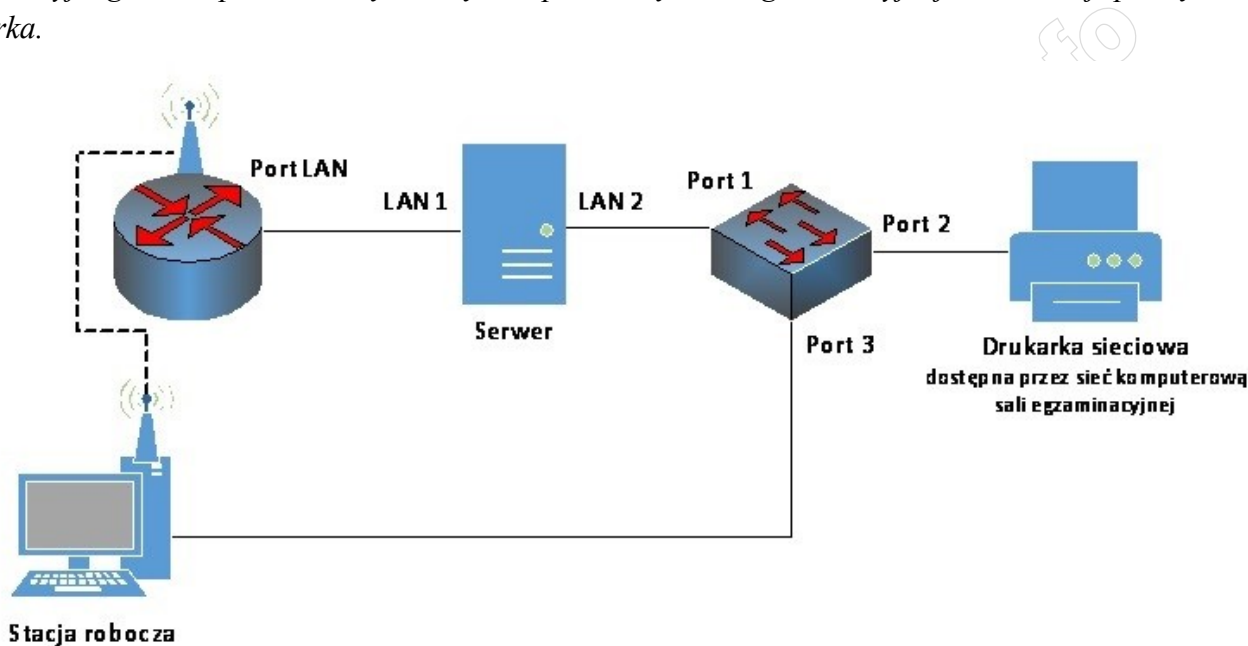 rka.
Port LAN
LAN 1
LAN 2
Port 1
Port 2
Serwer
Port 3
Drukarka sieciowa
dostępna przez sieć komputerową
sali egzaminacyjnej
Stacja robocza